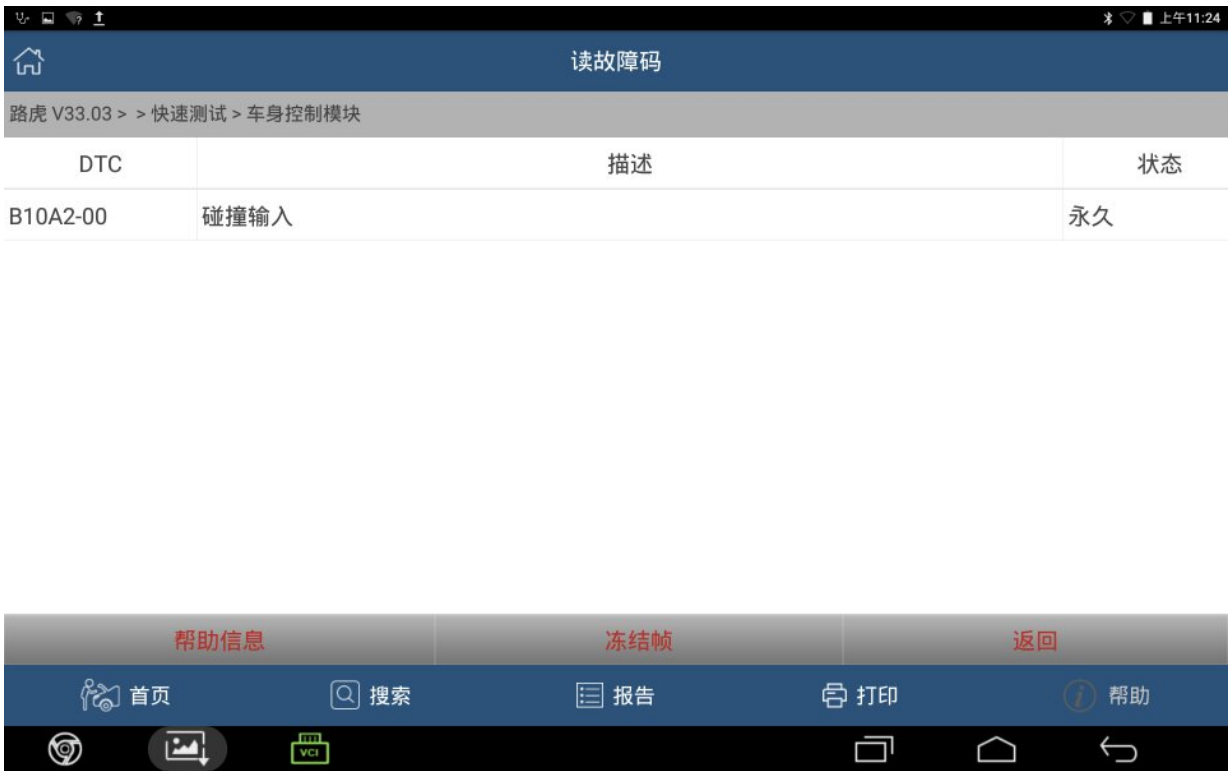 上午11:24
读故障码
路虎 V33.03 > > 快速测试 > 车身控制模块
DTC 描述 状态
B10A2-00 碰撞输入 永久
帮助信息 冻结帧 返回
首页 搜索 报告 打印 帮助
VCI